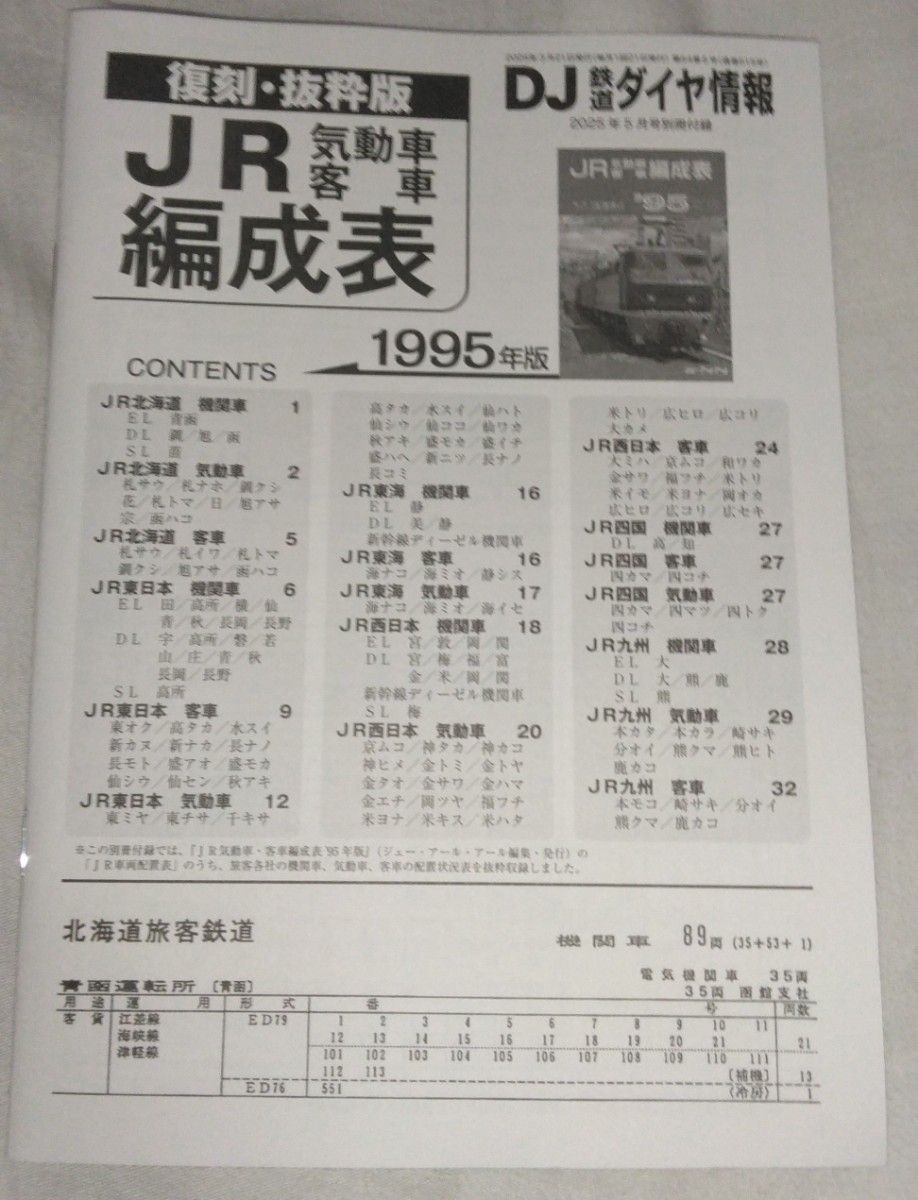 復刻・抜粋版
JR 気動車 客車
編成表
1995年版
DJ 鉄道ダイヤ情報
2025年5月号別冊付録
JR 編成表
'95
CONTENTS
JR北海道 機関車 1
EL 青函
DL 釧/旭/函
SL 苗
JR北海道 気動車 2
札サウ/札ナホ/釧クシ
花/札トマ/日/旭アサ
宗/函ハコ
JR北海道 客車 5
札サウ/札イワ/札トマ
釧クシ/旭アサ/函ハコ
JR東日本 機関車 6
EL 田/高所/横/仙
青/秋/長岡/長野
DL 宇/高所/磐/若
山/庄/青/秋
長岡/長野
SL 高所
JR東日本 客車 9
東オク/高タカ/水スイ
新カヌ/新ナカ/長ナノ
長モト/盛アオ/盛モカ
仙シウ/仙セン/秋アキ
JR東日本 気動車 12
東ミヤ/東チサ/千キサ
高タカ/水スイ/仙ハト
仙シウ/仙ココ/仙ワカ
秋アキ/盛モカ/盛イチ
盛ハヘ/新ニツ/長ナノ
長コミ
JR東海 機関車 16
EL 静
DL 美/静
新幹線ディーゼル機関車
JR東海 客車 16
海ナコ/海ミオ/静シス
JR東海 気動車 17
海ナコ/海ミオ/海イセ
JR西日本 機関車 18
EL 宮/敦/岡/関
DL 宮/梅/福/富
金/米/岡/関
新幹線ディーゼル機関車
SL 梅
JR西日本 気動車 20
京ムコ/神タカ/神カコ
神ヒメ/金トミ/金トヤ
金タオ/金サワ/金ハマ
金エチ/岡ツヤ/福フチ
米ヨナ/米キス/米ハタ
米トリ/広ヒロ/広コリ
大カメ
JR西日本 客車 24
大ミハ/京ムコ/和ワカ
金サワ/福フチ/米トリ
米イモ/米ヨナ/岡オカ
広ヒロ/広コリ/広セキ
JR四国 機関車 27
DL 高/知
JR四国 客車 27
四カマ/四コチ
JR四国 気動車 27
四カマ/四マツ/四トク
四コチ
JR九州 機関車 28
EL 大
DL 大/熊/鹿
SL 熊
JR九州 気動車 29
本カタ/本カラ/崎サキ
分オイ/熊クマ/熊ヒト
鹿カコ
JR九州 客車 32
本モコ/崎サキ/分オイ
熊クマ/鹿カコ
※この別冊付録では、『JR気動車・客車編成表'95年版』(ジェー・アール・アール編集・発行)の
「JR車両配置表」のうち、旅客各社の機関車、気動車、客車の配置状況表を抜粋収録しました。
北海道旅客鉄道
機関車 89両 (35+53+ 1)
電気機関車 35両
青函運転所 〔青函〕 35両 函館支社
用途 運用 形式 番号 両数
客貨 江差線 ED79 1 2 3 4 5 6 7 8 9 10 11
海峡線 12 13 14 15 16 17 18 19 20 21 21
津軽線 101 102 103 104 105 106 107 108 109 110 111
112 113 〔補機〕 13
ED76 551 〈冷房〉 1